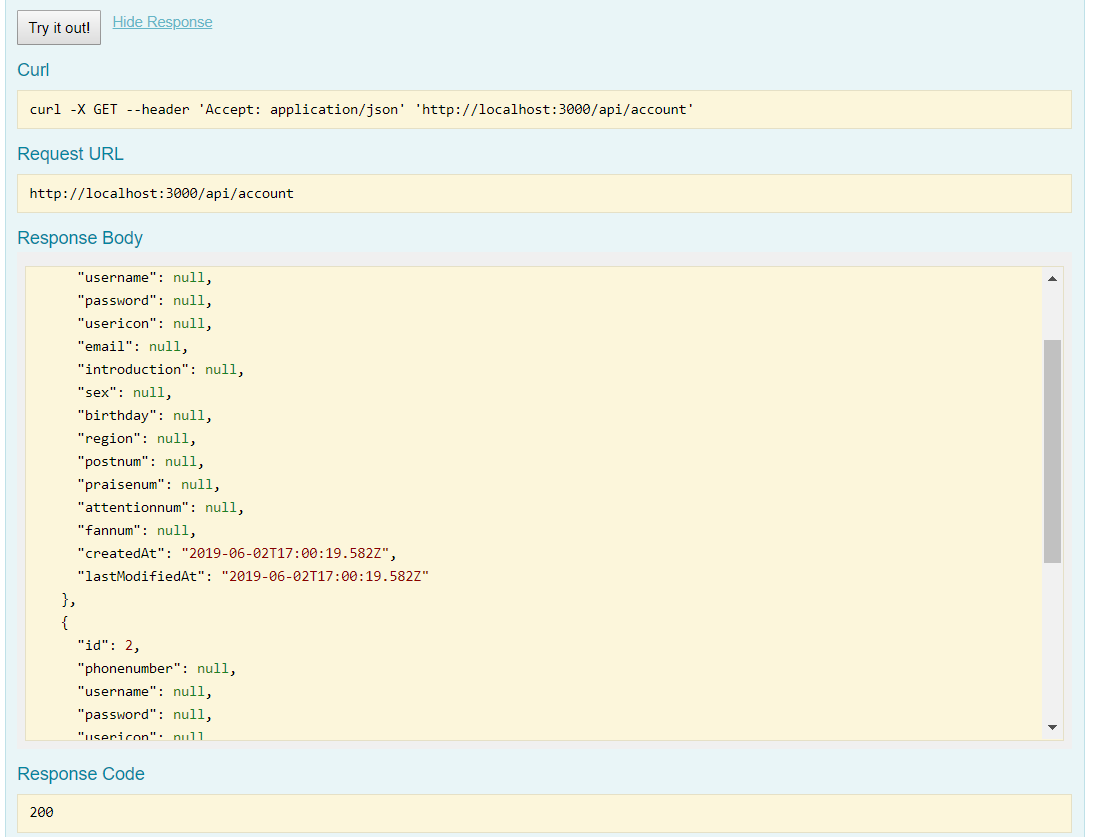 Try it out! Hide Response
Curl
curl -X GET --header 'Accept: application/json' 'http://localhost:3000/api/account'
Request URL
http://localhost:3000/api/account
Response Body
"username": null,
"password": null,
"usericon": null,
"email": null,
"introduction": null,
"sex": null,
"birthday": null,
"region": null,
"postnum": null,
"praisenum": null,
"attentionnum": null,
"fannum": null,
"createdAt": "2019-06-02T17:00:19.582Z",
"lastModifiedAt": "2019-06-02T17:00:19.582Z"
},
{
"id": 2,
"phonenumber": null,
"username": null,
"password": null,
"usericon": null
Response Code
200